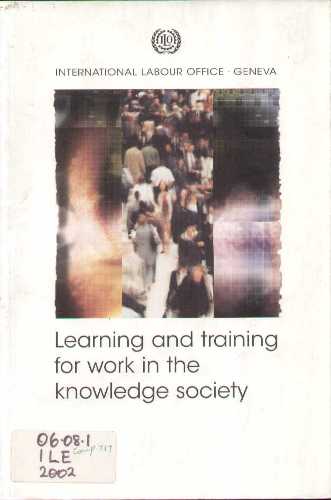 ILO
INTERNATIONAL LABOUR OFFICE · GENEVA
Learning and training
for work in the
knowledge society
06.08.1
ILE
2002